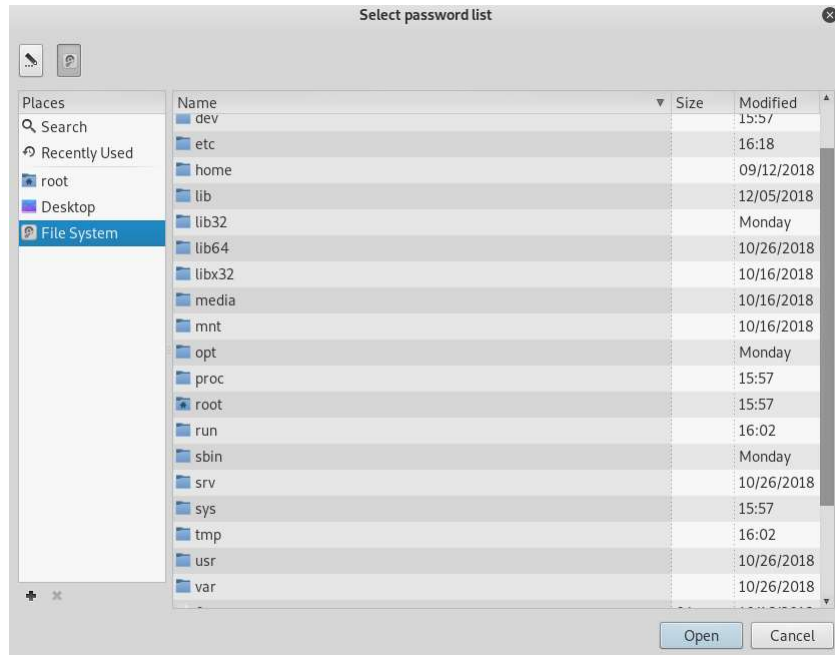 Select password list
Places
Search
Recently Used
root
Desktop
File System
Name Size Modified
dev 15:57
etc 16:18
home 09/12/2018
lib 12/05/2018
lib32 Monday
lib64 10/26/2018
libx32 10/16/2018
media 10/16/2018
mnt 10/16/2018
opt Monday
proc 15:57
root 15:57
run 16:02
sbin Monday
srv 10/26/2018
sys 15:57
tmp 16:02
usr 10/26/2018
var 10/26/2018
Open Cancel